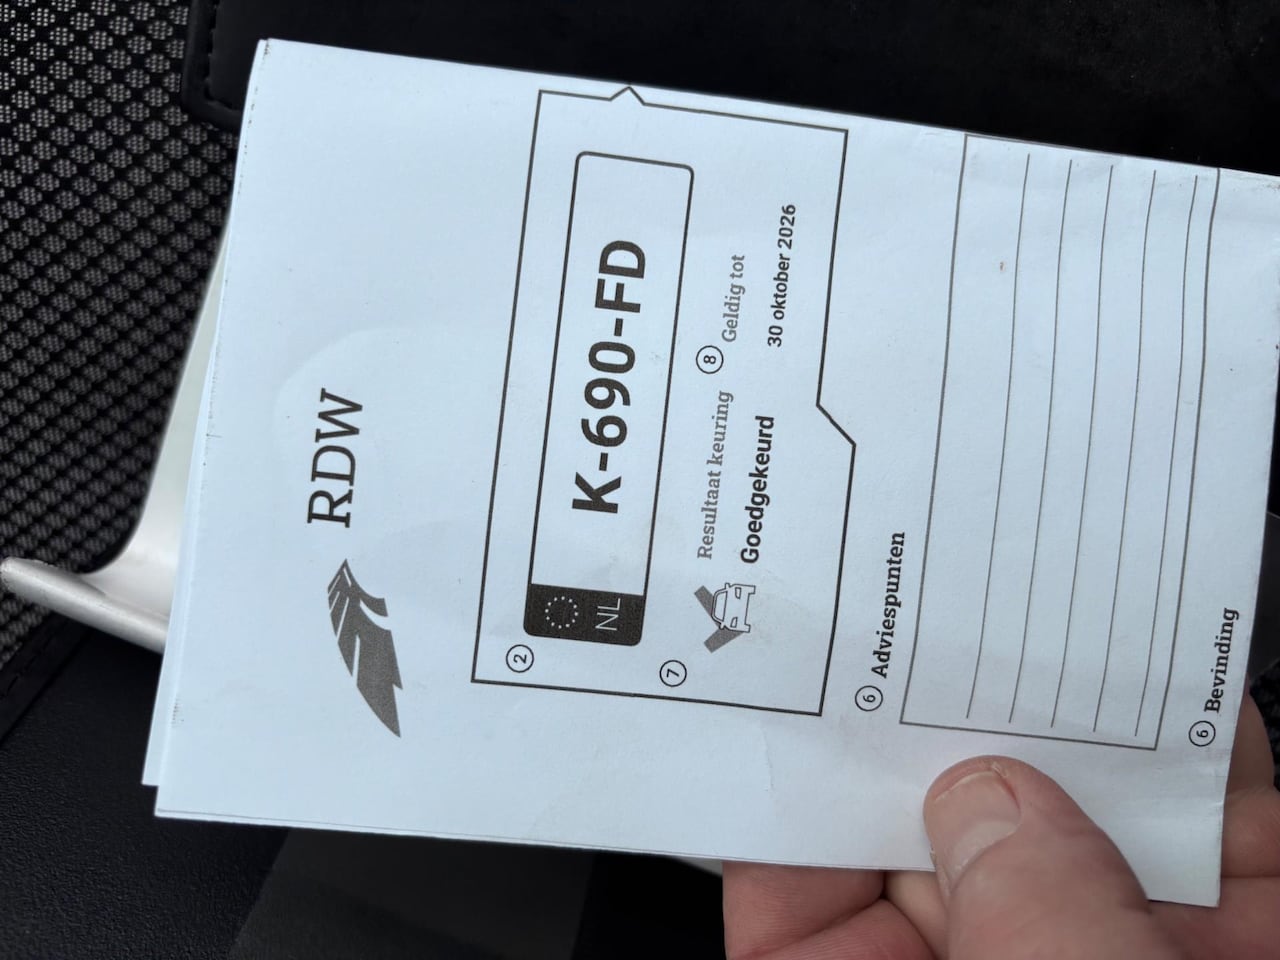 RDW
2
NL K-690-FD
7 Resultaat keuring
Goedgekeurd
8 Geldig tot
30 oktober 2026
6 Adviespunten
6 Bevinding